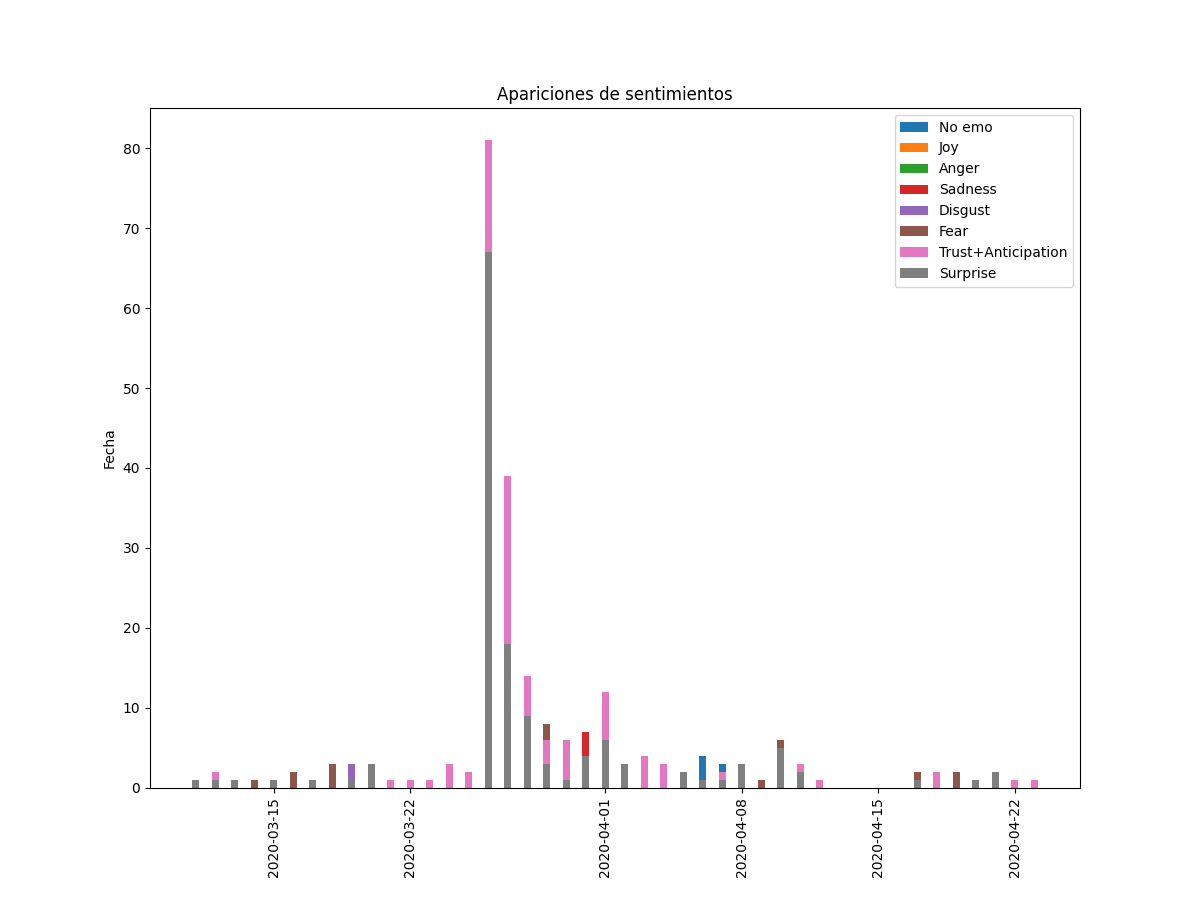 Apariciones de sentimientos
No emo
Joy
Anger
Sadness
Disgust
Fear
Trust+Anticipation
Surprise
Fecha
80
70
60
50
40
30
20
10
0
2020-03-15
2020-03-22
2020-04-01
2020-04-08
2020-04-15
2020-04-22